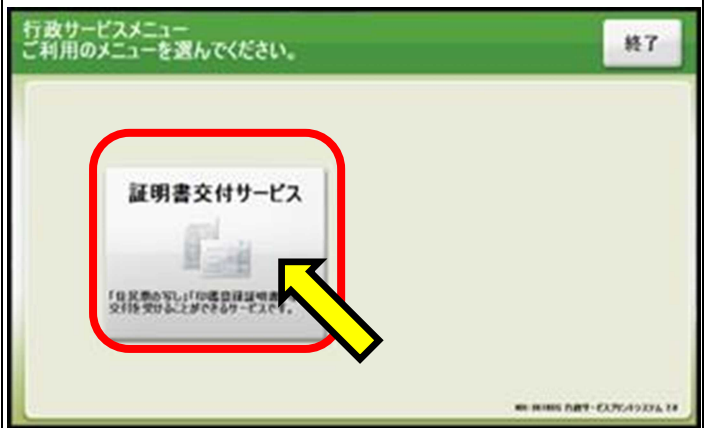 行政サービスメニュー
ご利用のメニューを選んでください。
終了
証明書交付サービス
「住民票の写し」「印鑑登録証明書
交付を受けることができるサービスです。